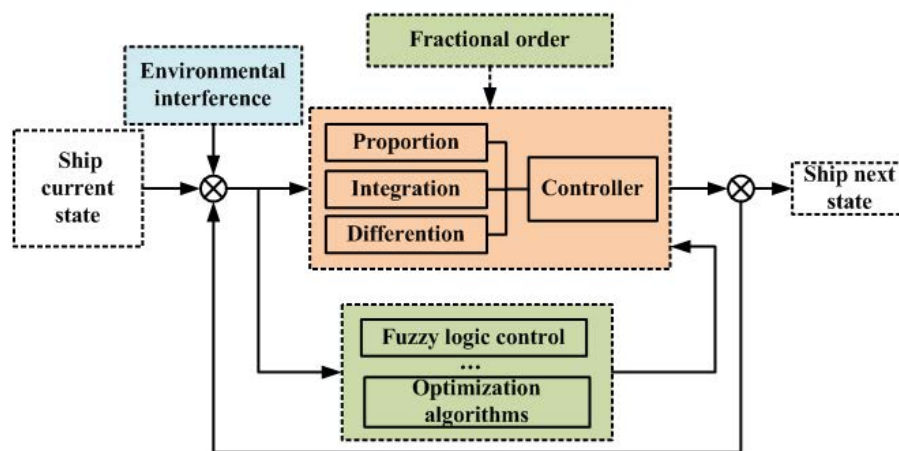 Fractional order
Environmental
interference
Ship
current
state
Proportion
Integration
Differention
Controller
Ship next
state
Fuzzy logic control
...
Optimization
algorithms